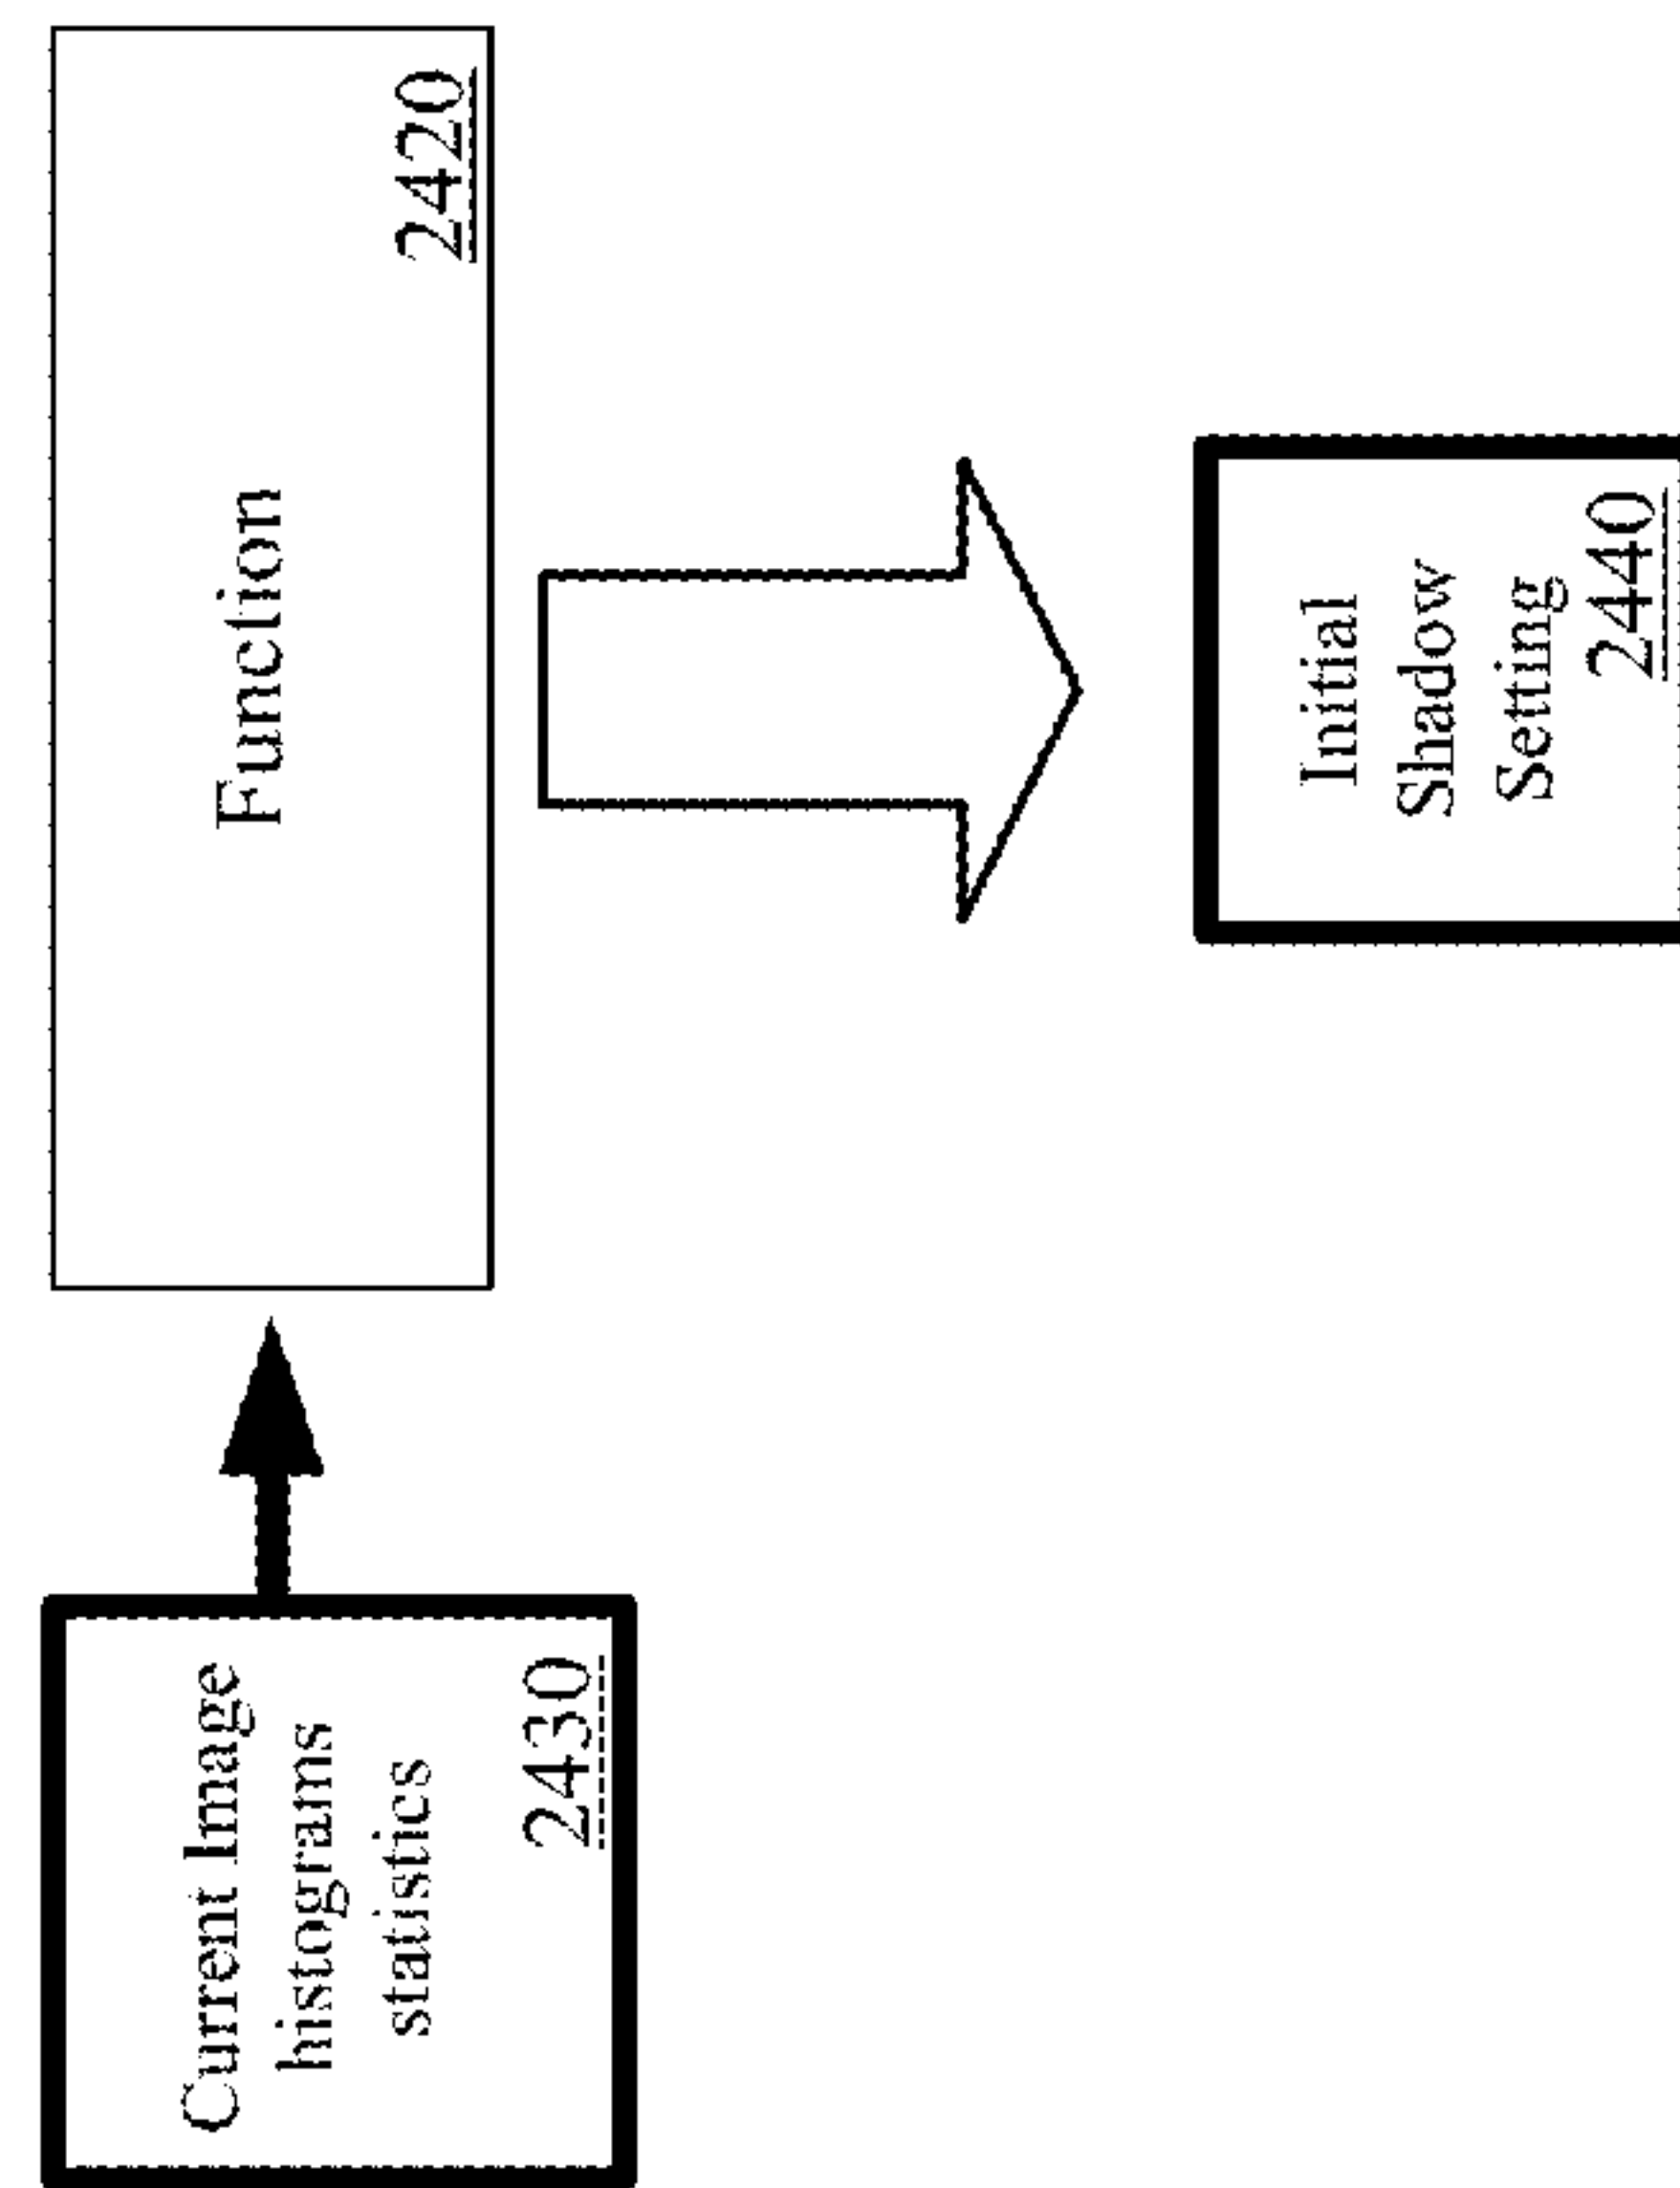 Current Image
histograms
statistics
2430
Function
2420
Initial
Shadow
Setting
2440